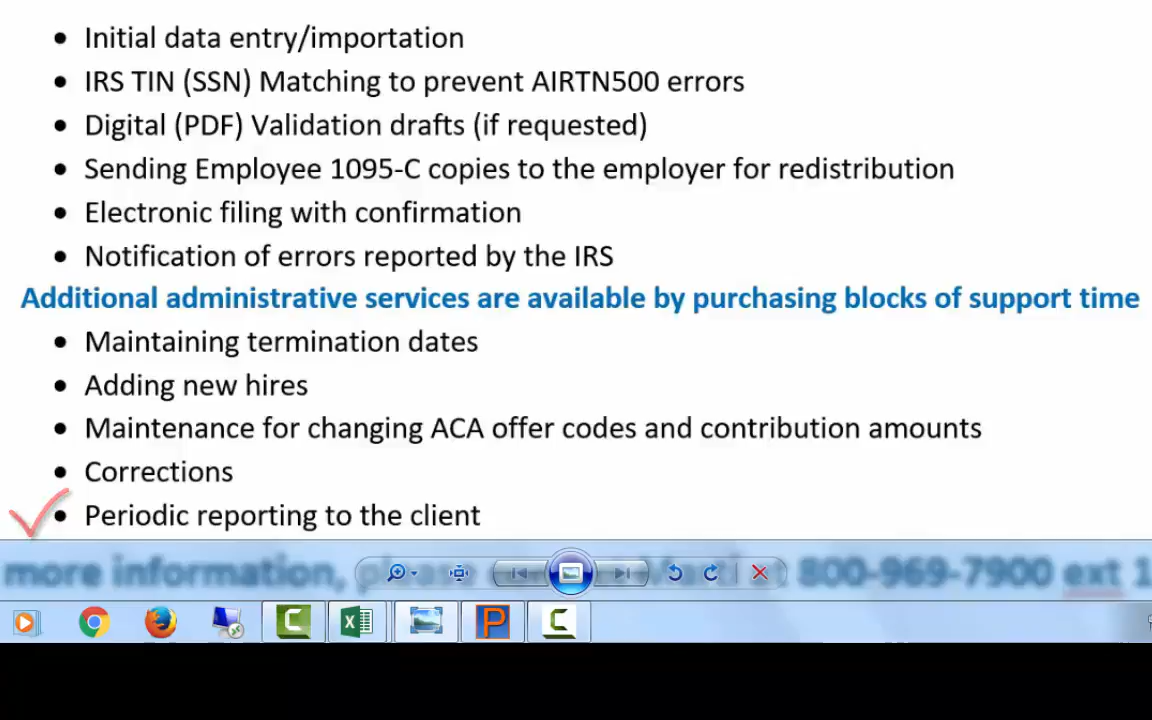 Initial data entry/importation
IRS TIN (SSN) Matching to prevent AIRTN500 errors
Digital (PDF) Validation drafts (if requested)
Sending Employee 1095-C copies to the employer for redistribution
Electronic filing with confirmation
Notification of errors reported by the IRS
Additional administrative services are available by purchasing blocks of support time
Maintaining termination dates
Adding new hires
Maintenance for changing ACA offer codes and contribution amounts
Corrections
Periodic reporting to the client
more information, at 800-969-7900 ext 1